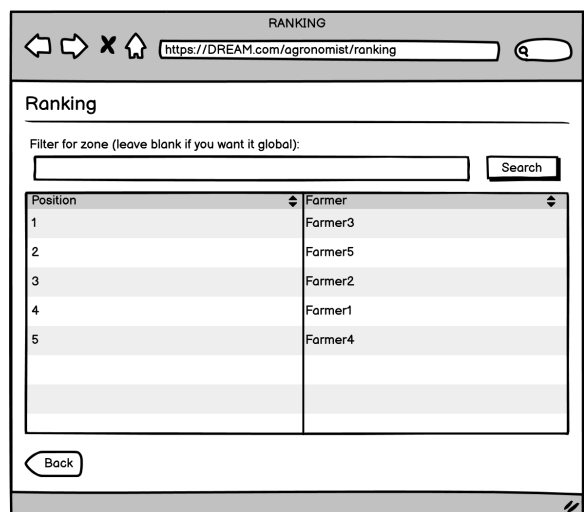 RANKING
https://DREAM.com/agronomist/ranking
Ranking
Filter for zone (leave blank if you want it global):
Search
Position Farmer
1 Farmer3
2 Farmer5
3 Farmer2
4 Farmer1
5 Farmer4
Back